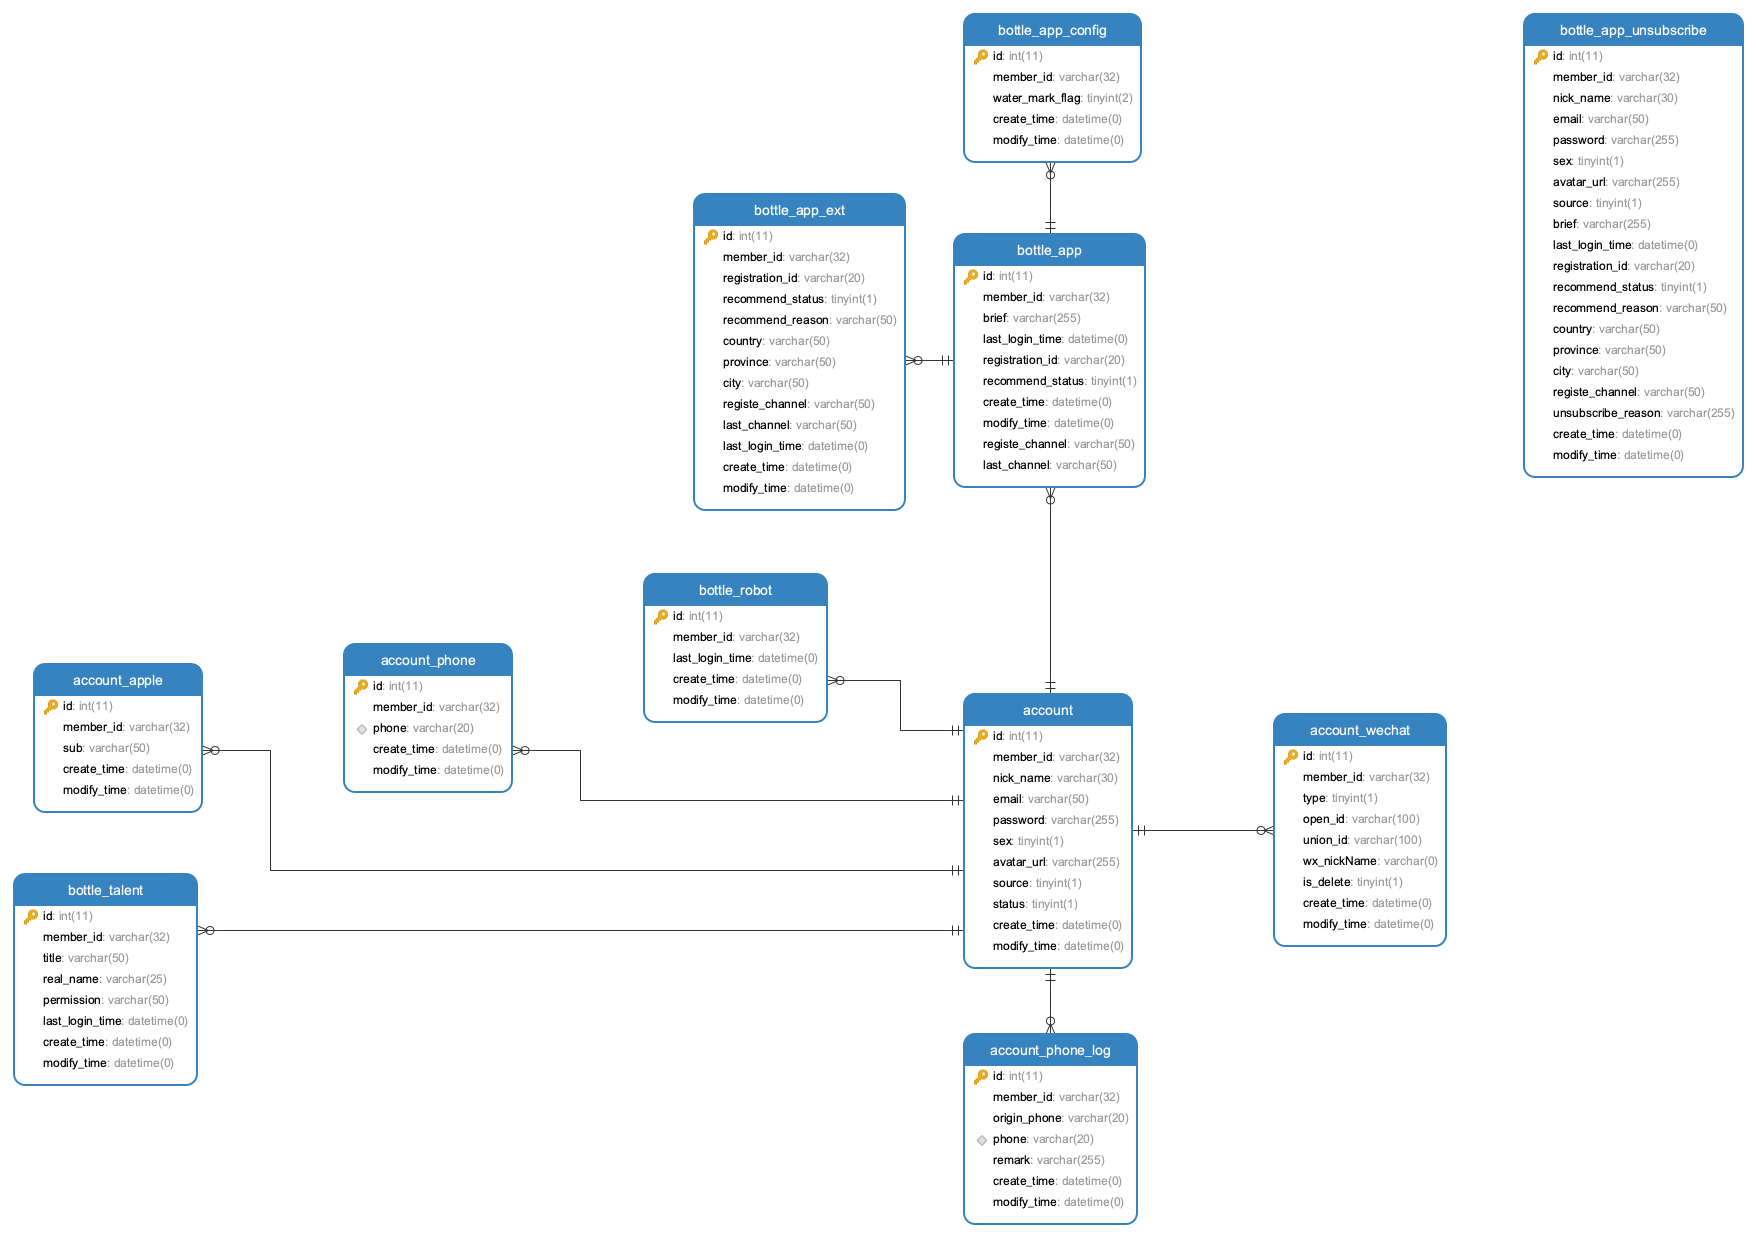 bottle_app_config
id: int(11)
member_id: varchar(32)
water_mark_flag: tinyint(2)
create_time: datetime(0)
modify_time: datetime(0)
bottle_app_unsubscribe
id: int(11)
member_id: varchar(32)
nick_name: varchar(30)
email: varchar(50)
password: varchar(255)
sex: tinyint(1)
avatar_url: varchar(255)
source: tinyint(1)
brief: varchar(255)
last_login_time: datetime(0)
registration_id: varchar(20)
recommend_status: tinyint(1)
recommend_reason: varchar(50)
country: varchar(50)
province: varchar(50)
city: varchar(50)
registe_channel: varchar(50)
unsubscribe_reason: varchar(255)
create_time: datetime(0)
modify_time: datetime(0)
bottle_app_ext
id: int(11)
member_id: varchar(32)
registration_id: varchar(20)
recommend_status: tinyint(1)
recommend_reason: varchar(50)
country: varchar(50)
province: varchar(50)
city: varchar(50)
registe_channel: varchar(50)
last_channel: varchar(50)
last_login_time: datetime(0)
create_time: datetime(0)
modify_time: datetime(0)
bottle_app
id: int(11)
member_id: varchar(32)
brief: varchar(255)
last_login_time: datetime(0)
registration_id: varchar(20)
recommend_status: tinyint(1)
create_time: datetime(0)
modify_time: datetime(0)
registe_channel: varchar(50)
last_channel: varchar(50)
bottle_robot
id: int(11)
member_id: varchar(32)
last_login_time: datetime(0)
create_time: datetime(0)
modify_time: datetime(0)
account_phone
id: int(11)
member_id: varchar(32)
phone: varchar(20)
create_time: datetime(0)
modify_time: datetime(0)
account_apple
id: int(11)
member_id: varchar(32)
sub: varchar(50)
create_time: datetime(0)
modify_time: datetime(0)
account
id: int(11)
member_id: varchar(32)
nick_name: varchar(30)
email: varchar(50)
password: varchar(255)
sex: tinyint(1)
avatar_url: varchar(255)
source: tinyint(1)
status: tinyint(1)
create_time: datetime(0)
modify_time: datetime(0)
account_wechat
id: int(11)
member_id: varchar(32)
type: tinyint(1)
open_id: varchar(100)
union_id: varchar(100)
wx_nickName: varchar(0)
is_delete: tinyint(1)
create_time: datetime(0)
modify_time: datetime(0)
bottle_talent
id: int(11)
member_id: varchar(32)
title: varchar(50)
real_name: varchar(25)
permission: varchar(50)
last_login_time: datetime(0)
create_time: datetime(0)
modify_time: datetime(0)
account_phone_log
id: int(11)
member_id: varchar(32)
origin_phone: varchar(20)
phone: varchar(20)
remark: varchar(255)
create_time: datetime(0)
modify_time: datetime(0)